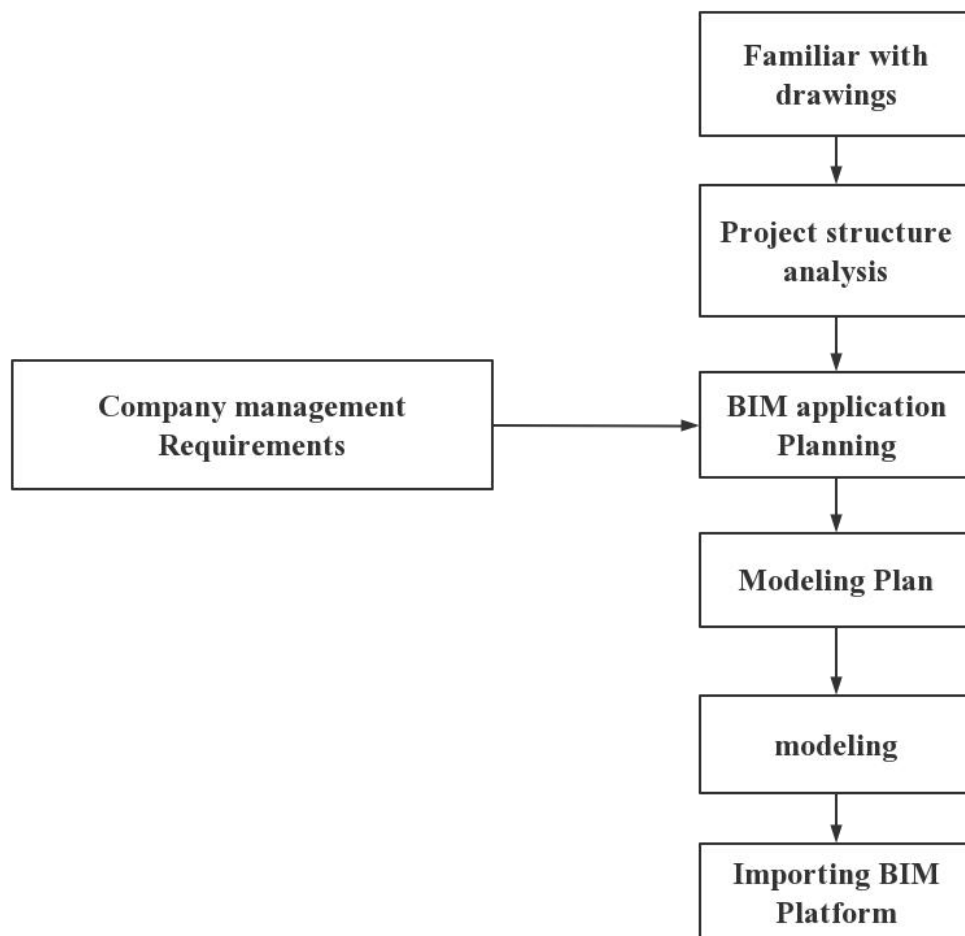 Familiar with
drawings
Project structure
analysis
Company management
Requirements
BIM application
Planning
Modeling Plan
modeling
Importing BIM
Platform